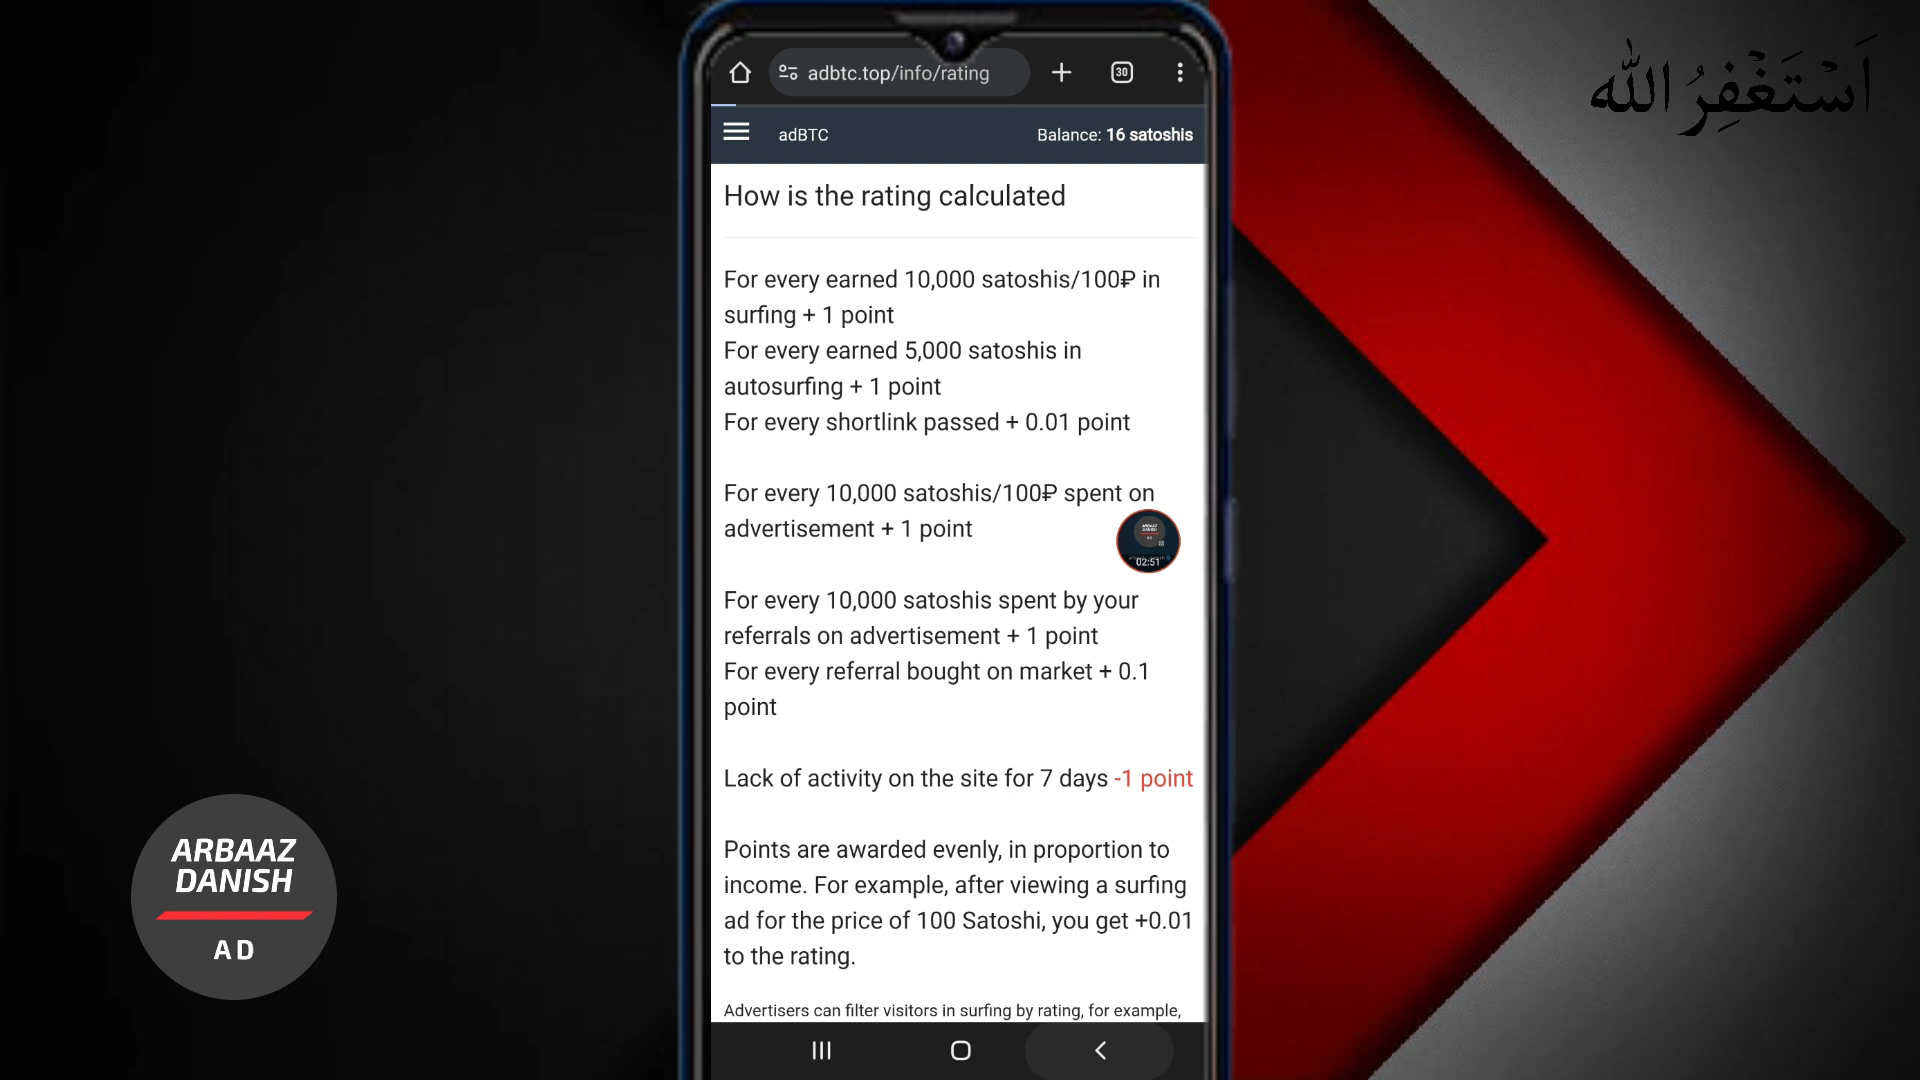 adbtc.top/info/rating
30
adBTC
Balance: 16 satoshis
How is the rating calculated
For every earned 10,000 satoshis/100₽ in
surfing + 1 point
For every earned 5,000 satoshis in
autosurfing + 1 point
For every shortlink passed + 0.01 point
For every 10,000 satoshis/100₽ spent on
advertisement + 1 point
02:51
For every 10,000 satoshis spent by your
referrals on advertisement + 1 point
For every referral bought on market + 0.1
point
Lack of activity on the site for 7 days -1 point
Points are awarded evenly, in proportion to
income. For example, after viewing a surfing
ad for the price of 100 Satoshi, you get +0.01
to the rating.
Advertisers can filter visitors in surfing by rating, for example,
اَسْتَغْفِرُ الله
ARBAAZ
DANISH
AD